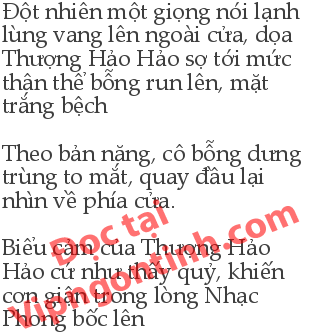 Đột nhiên một giọng nói lạnh
lùng vang lên ngoài cửa, dọa
Thượng Hảo Hảo sợ tới mức
thân thể bỗng run lên, mặt
trắng bệch
Theo bản năng, cô bỗng dưng
trùng to mắt, quay đầu lại
nhìn về phía cửa.
Biểu cảm của Thượng Hảo
Hảo cứ như thấy quỷ, khiến
cơn giận trong lòng Nhạc
Phong bốc lên
Đọc tại
Vipngontinh.com